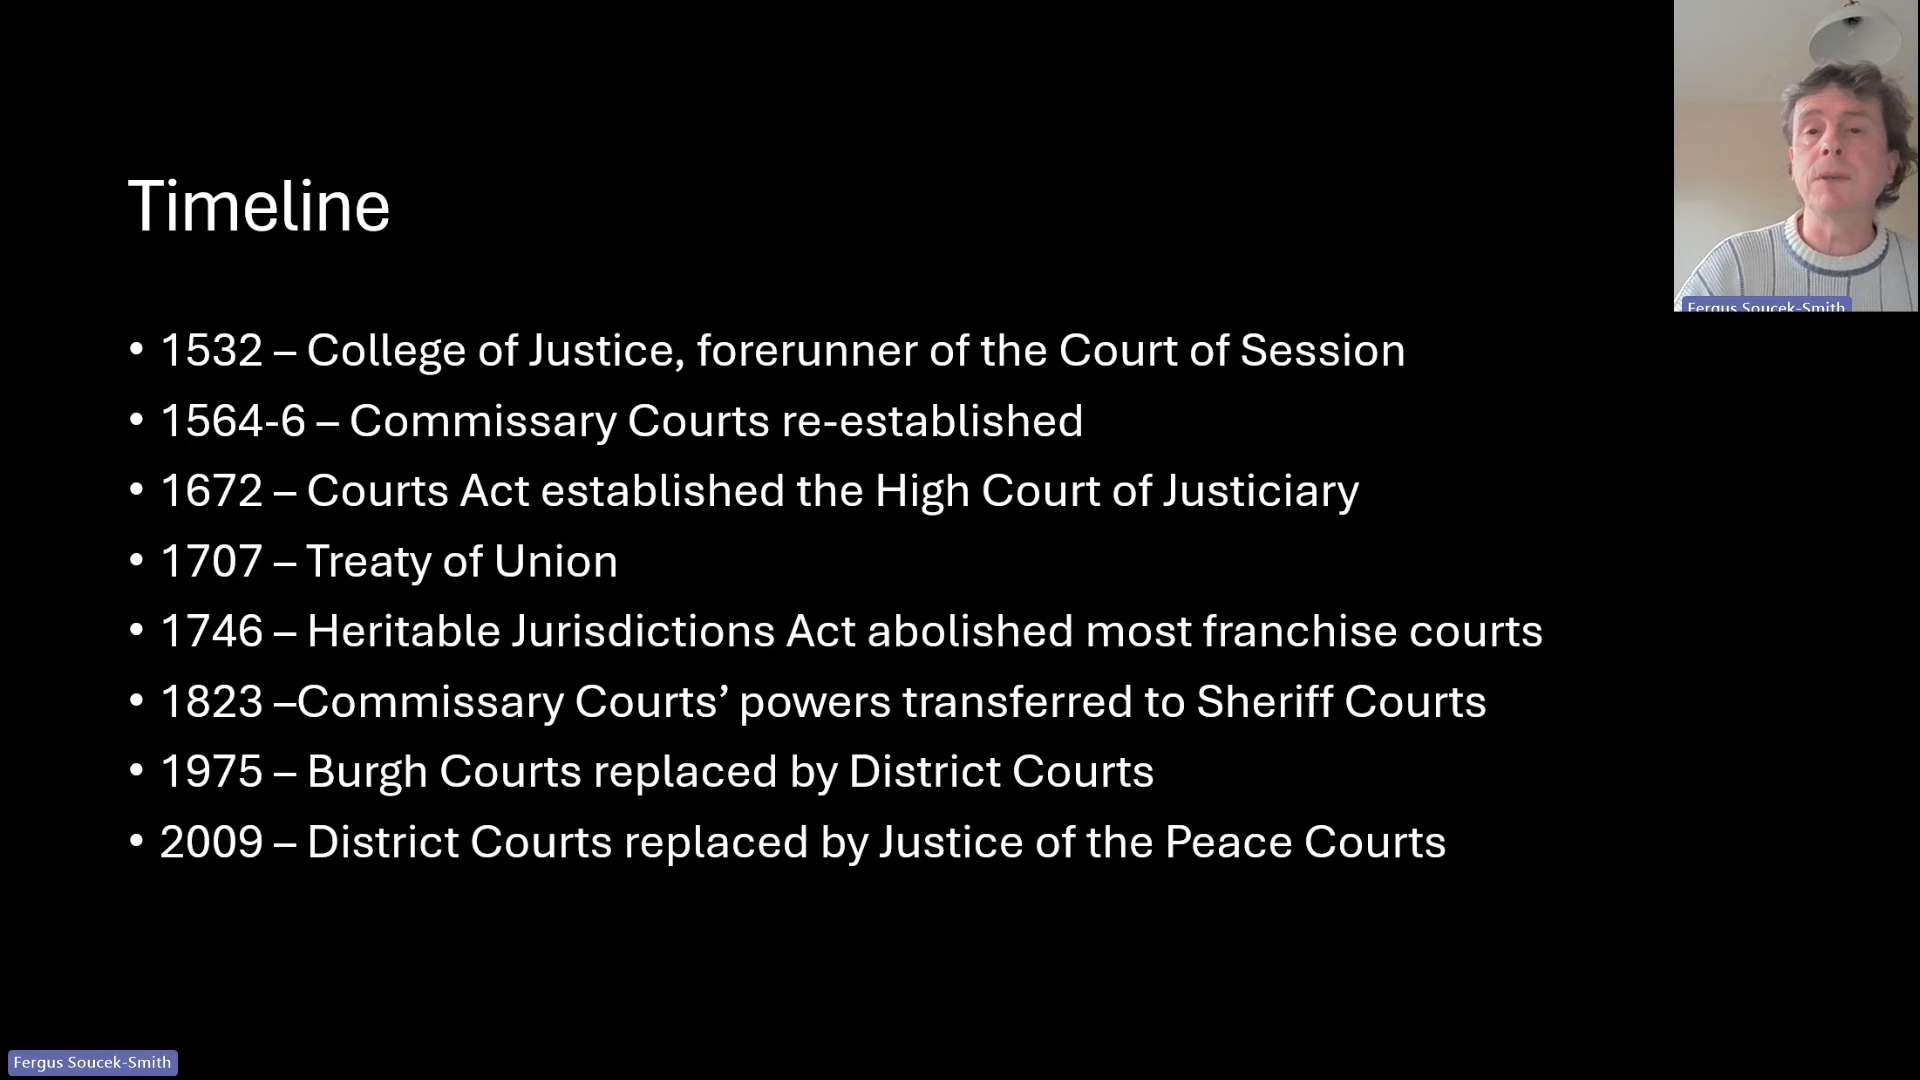 Timeline
• 1532 – College of Justice, forerunner of the Court of Session
• 1564-6 – Commissary Courts re-established
• 1672 – Courts Act established the High Court of Justiciary
• 1707 – Treaty of Union
• 1746 – Heritable Jurisdictions Act abolished most franchise courts
• 1823 –Commissary Courts’ powers transferred to Sheriff Courts
• 1975 – Burgh Courts replaced by District Courts
• 2009 – District Courts replaced by Justice of the Peace Courts
Fergus Soucek-Smith
Fergus Soucek-Smith